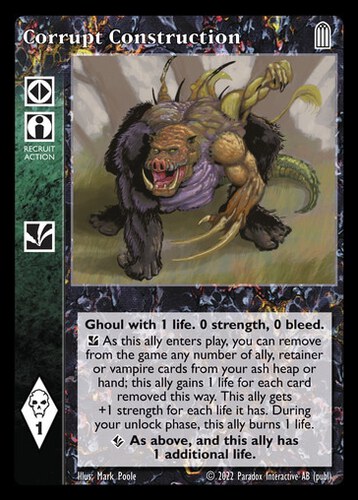 Corrupt Construction
RECRUIT
ACTION
Ghoul with 1 life. 0 strength, 0 bleed.
As this ally enters play, you can remove
from the game any number of ally, retainer
or vampire cards from your ash heap or
hand; this ally gains 1 life for each card
removed this way. This ally gets
+1 strength for each life it has. During
your unlock phase, this ally burns 1 life.
As above, and this ally has
1 additional life.
1
Illus: Mark Poole © 2022 Paradox Interactive AB (publ)